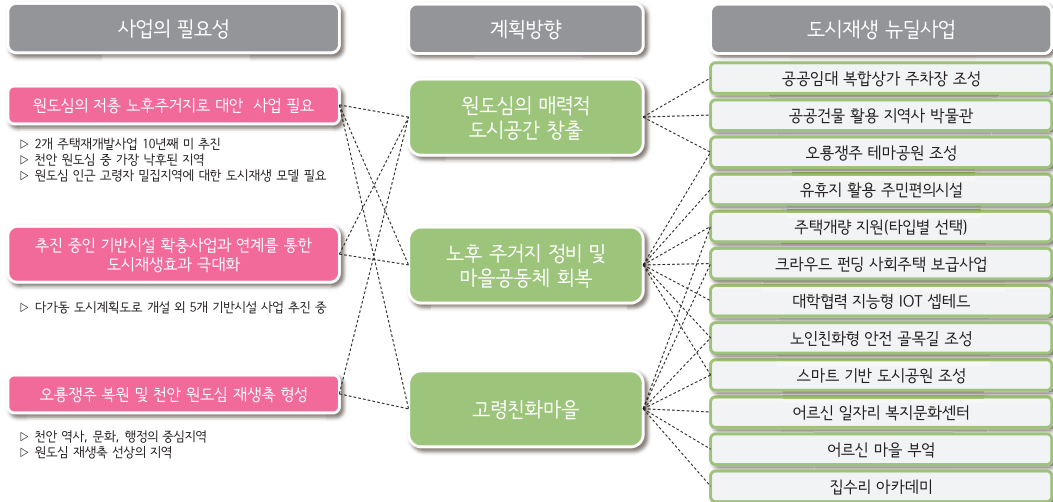 사업의 필요성
원도심의 저층 노후주거지로 대안 사업 필요
▷ 2개 주택재개발사업 10년째 미 추진
▷ 천안 원도심 중 가장 낙후된 지역
▷ 원도심 인근 고령자 밀집지역에 대한 도시재생 모델 필요
추진 중인 기반시설 확충사업과 연계를 통한
도시재생효과 극대화
▷ 다가동 도시계획도로 개설 외 5개 기반시설 사업 추진 중
오룡쟁주 복원 및 천안 원도심 재생축 형성
▷ 천안 역사, 문화, 행정의 중심지역
▷ 원도심 재생축 선상의 지역
계획방향
원도심의 매력적
도시공간 창출
노후 주거지 정비 및
마을공동체 회복
고령친화마을
도시재생 뉴딜사업
공공임대 복합상가 주차장 조성
공공건물 활용 지역사 박물관
오룡쟁주 테마공원 조성
유휴지 활용 주민편의시설
주택개량 지원(타입별 선택)
크라우드 펀딩 사회주택 보급사업
대학협력 지능형 IOT 셉테드
노인친화형 안전 골목길 조성
스마트 기반 도시공원 조성
어르신 일자리 복지문화센터
어르신 마을 부엌
집수리 아카데미